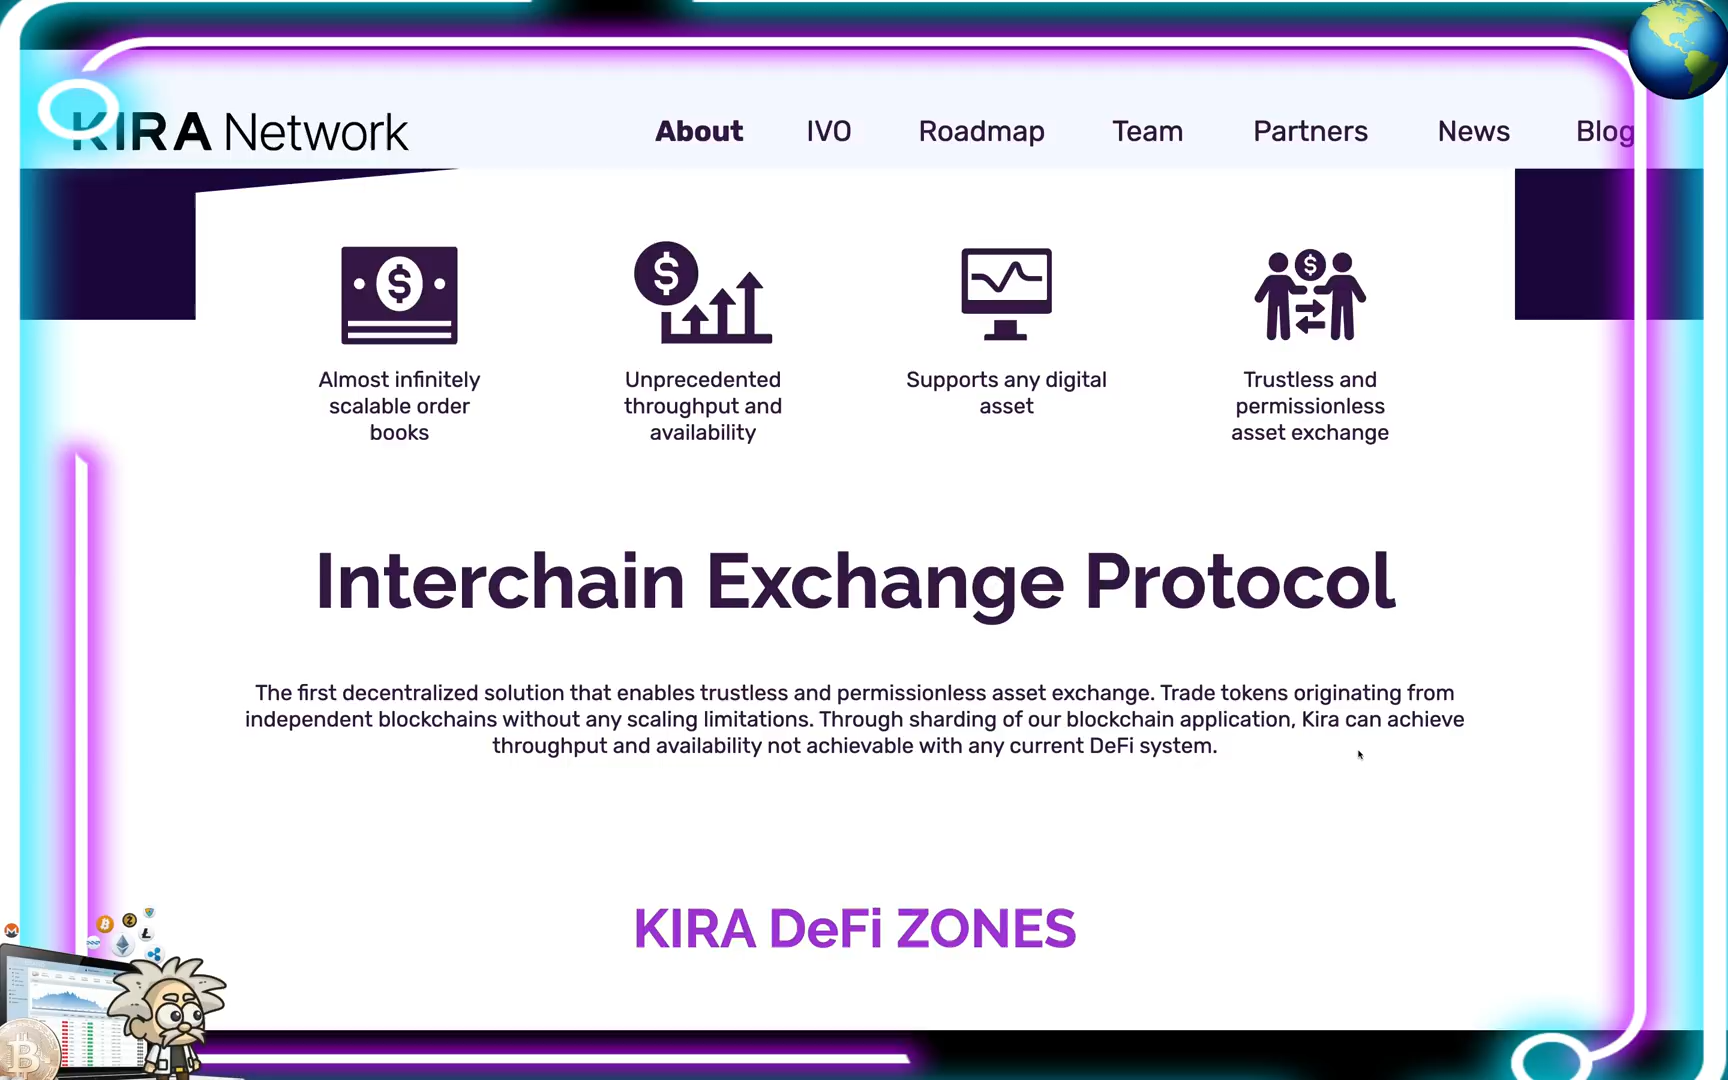 KIRA Network
About IVO Roadmap Team Partners News Blog
Almost infinitely
scalable order
books
Unprecedented
throughput and
availability
Supports any digital
asset
Trustless and
permissionless
asset exchange
Interchain Exchange Protocol
The first decentralized solution that enables trustless and permissionless asset exchange. Trade tokens originating from
independent blockchains without any scaling limitations. Through sharding of our blockchain application, Kira can achieve
throughput and availability not achievable with any current DeFi system.
KIRA DeFi ZONES